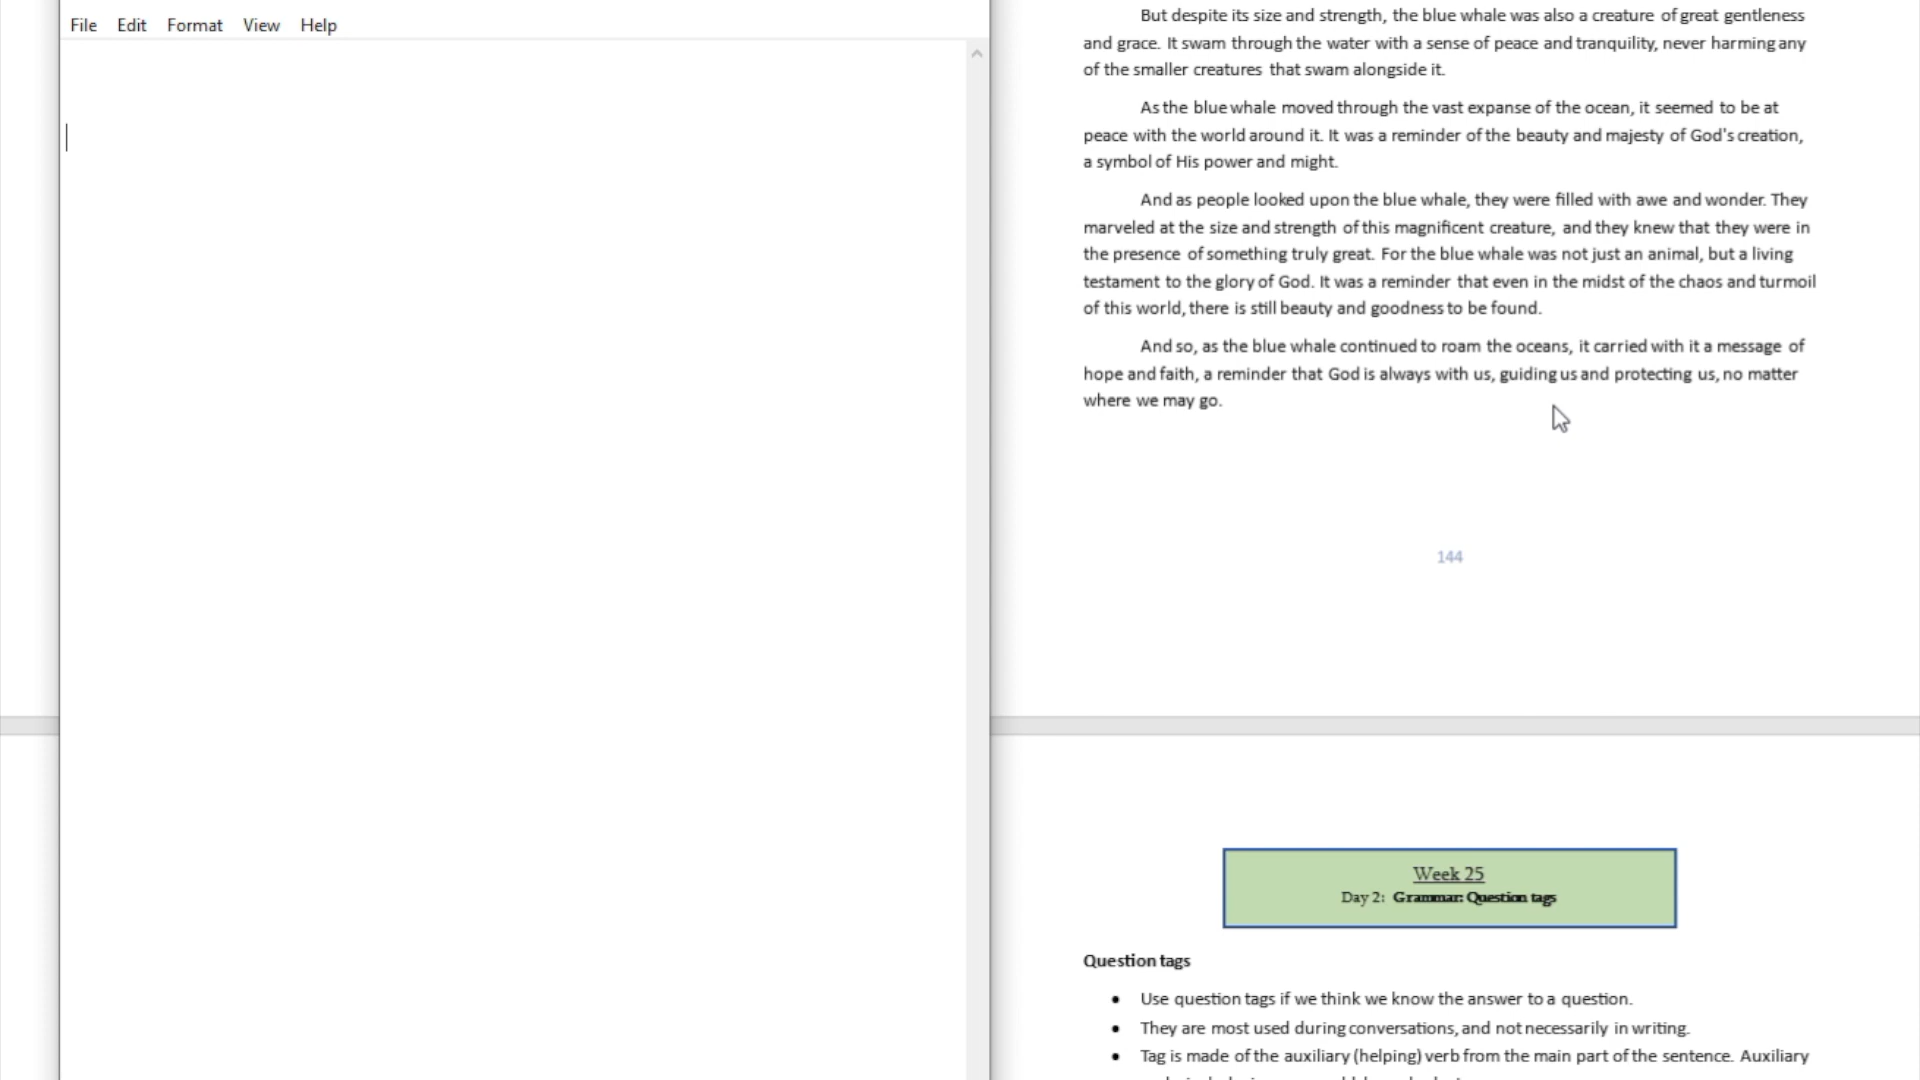 File Edit Format View Help
But despite its size and strength, the blue whale was also a creature of great gentleness
and grace. It swam through the water with a sense of peace and tranquility, never harming any
of the smaller creatures that swam alongside it.
As the blue whale moved through the vast expanse of the ocean, it seemed to be at
peace with the world around it. It was a reminder of the beauty and majesty of God's creation,
a symbol of His power and might.
And as people looked upon the blue whale, they were filled with awe and wonder. They
marveled at the size and strength of this magnificent creature, and they knew that they were in
the presence of something truly great. For the blue whale was not just an animal, but a living
testament to the glory of God. It was a reminder that even in the midst of the chaos and turmoil
of this world, there is still beauty and goodness to be found.
And so, as the blue whale continued to roam the oceans, it carried with it a message of
hope and faith, a reminder that God is always with us, guiding us and protecting us, no matter
where we may go.
144
Week 25
Day 2: Grammar: Question tags
Question tags
• Use question tags if we think we know the answer to a question.
• They are most used during conversations, and not necessarily in writing.
• Tag is made of the auxiliary (helping) verb from the main part of the sentence. Auxiliary